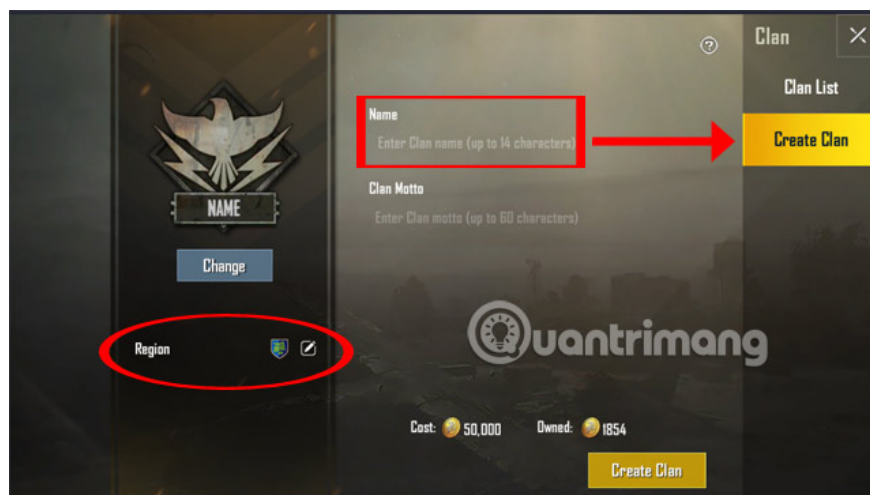 Clan
Clan List
Create Clan
Name
Enter Clan name (up to 14 characters)
Clan Motto
Enter Clan motto (up to 60 characters)
NAME
Change
Region
Quantrimang
Cost: 50,000 Owned: 1854
Create Clan